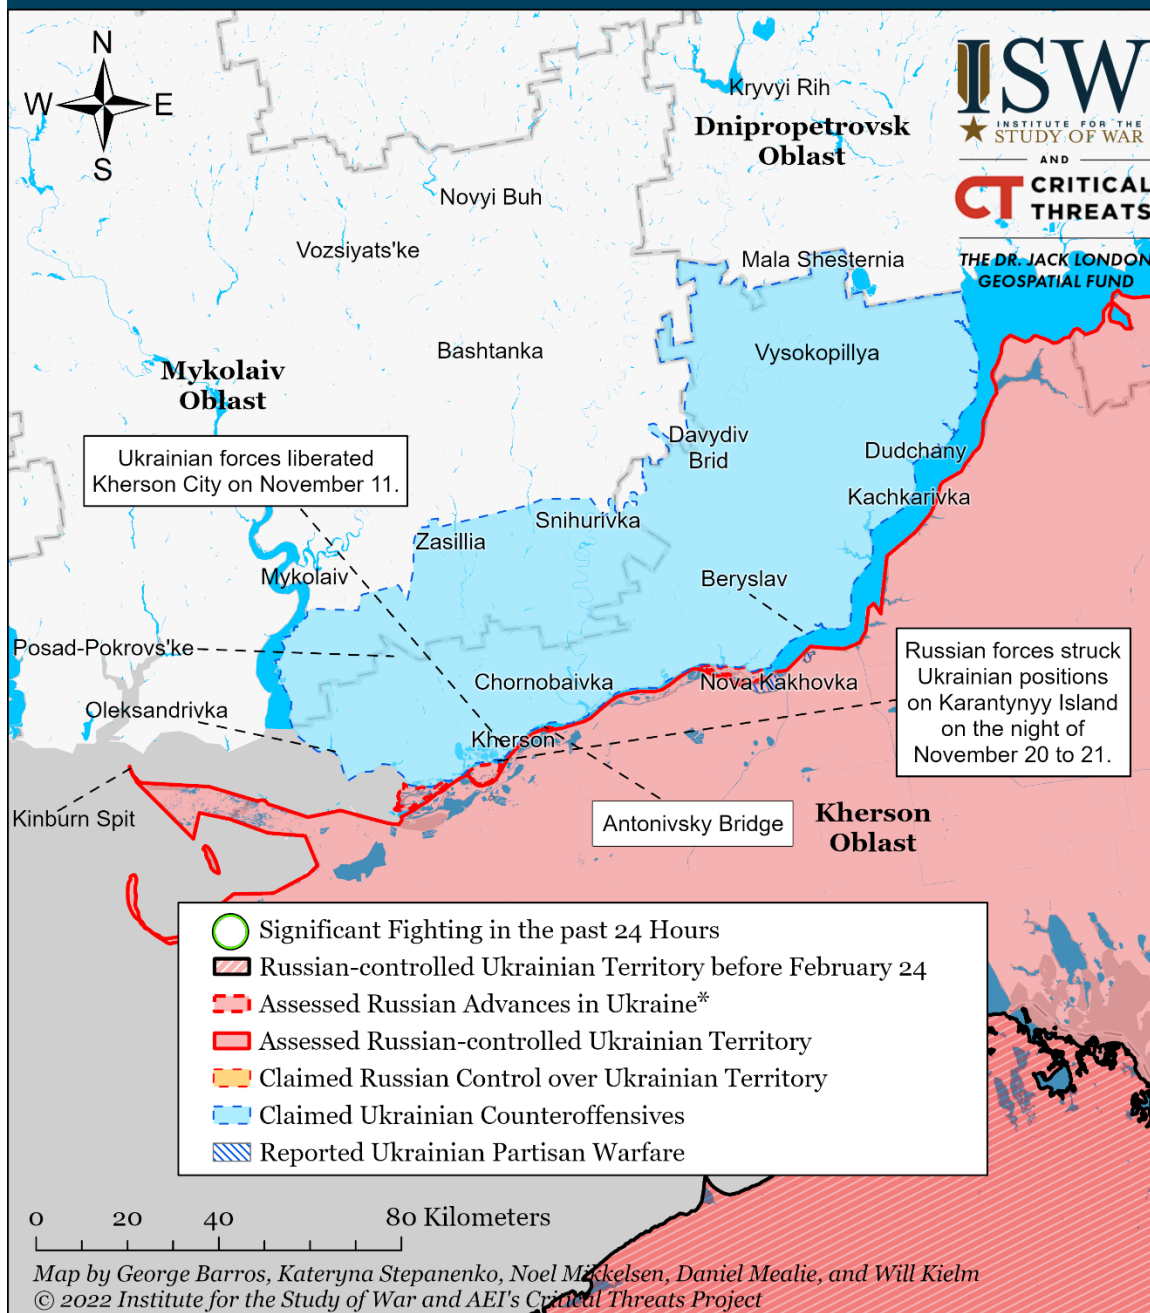 N
W
E
S
Kryvyi Rih
Dnipropetrovsk
Oblast
ISW
INSTITUTE FOR THE
STUDY OF WAR
AND
CT CRITICAL
THREATS
THE DR. JACK LONDON
GEOSPATIAL FUND
Novyi Buh
Vozsiyats'ke
Mala Shesternia
Bashtanka
Vysokopillya
Mykolaiv
Oblast
Davydiv
Brid
Dudchany
Ukrainian forces liberated
Kherson City on November 11.
Kachkarivka
Snihurivka
Zasillia
Mykolaiv
Beryslav
Posad-Pokrovs'ke
Russian forces struck
Ukrainian positions
on Karantynyy Island
on the night of
November 20 to 21.
Chornobaivka
Nova Kakhovka
Oleksandrivka
Kherson
Kinburn Spit
Antonivsky Bridge
Kherson
Oblast
Significant Fighting in the past 24 Hours
Russian-controlled Ukrainian Territory before February 24
Assessed Russian Advances in Ukraine*
Assessed Russian-controlled Ukrainian Territory
Claimed Russian Control over Ukrainian Territory
Claimed Ukrainian Counteroffensives
Reported Ukrainian Partisan Warfare
0 20 40 80 Kilometers
Map by George Barros, Kateryna Stepanenko, Noel Mikkelsen, Daniel Mealie, and Will Kielm
© 2022 Institute for the Study of War and AEI's Critical Threats Project